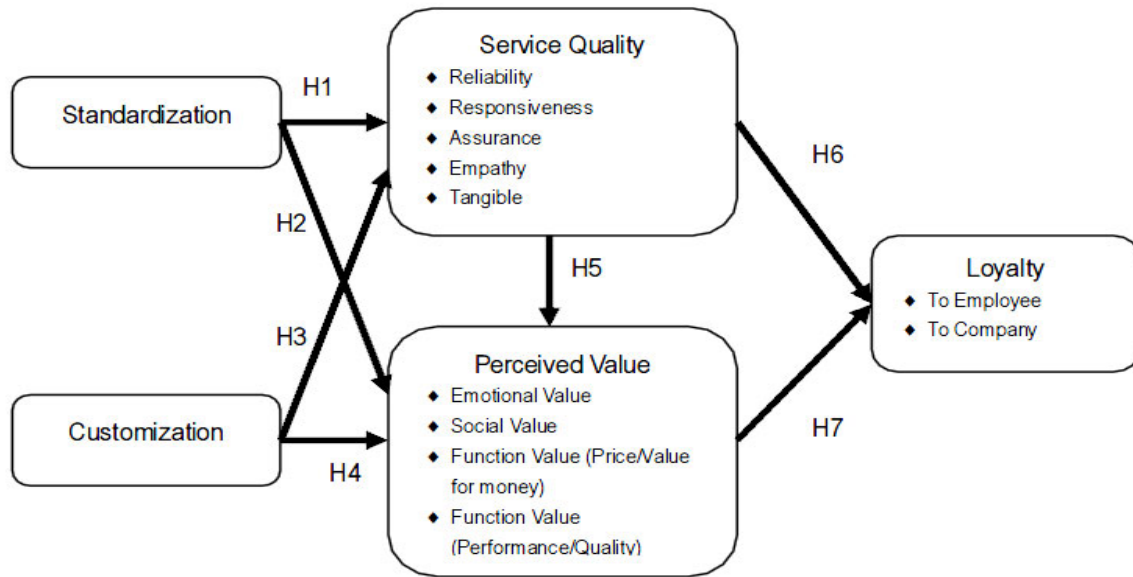 Standardization
Customization
H1
H2
H3
H4
Service Quality
◆ Reliability
◆ Responsiveness
◆ Assurance
◆ Empathy
◆ Tangible
H5
Perceived Value
◆ Emotional Value
◆ Social Value
◆ Function Value (Price/Value
for money)
◆ Function Value
(Performance/Quality)
H6
H7
Loyalty
◆ To Employee
◆ To Company